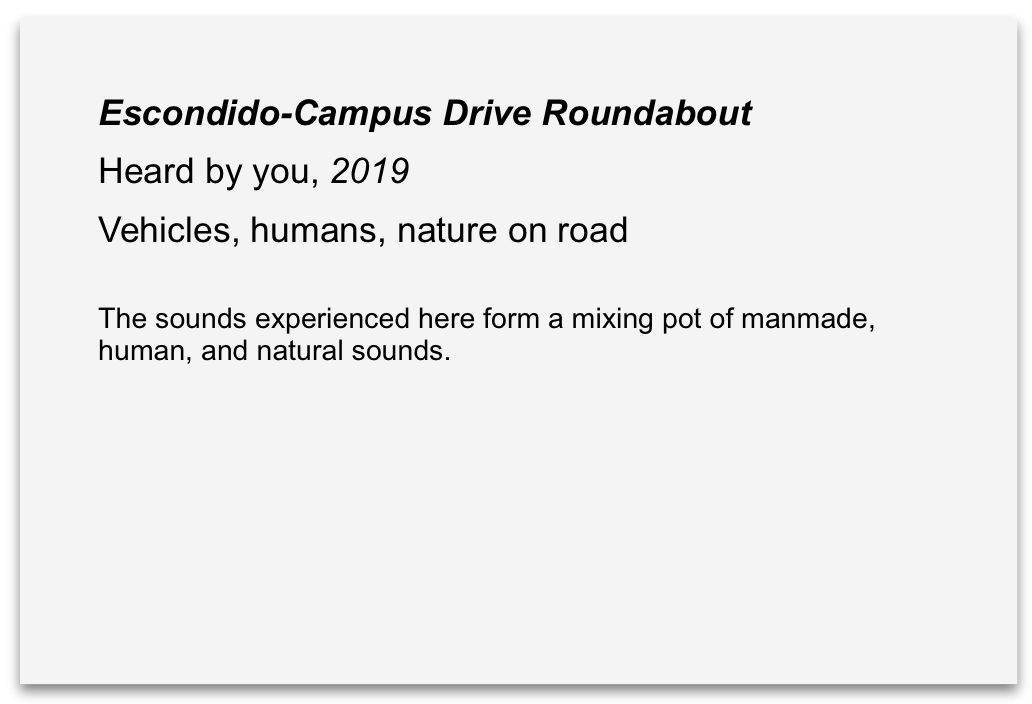 Escondido-Campus Drive Roundabout
Heard by you, 2019
Vehicles, humans, nature on road
The sounds experienced here form a mixing pot of manmade,
human, and natural sounds.